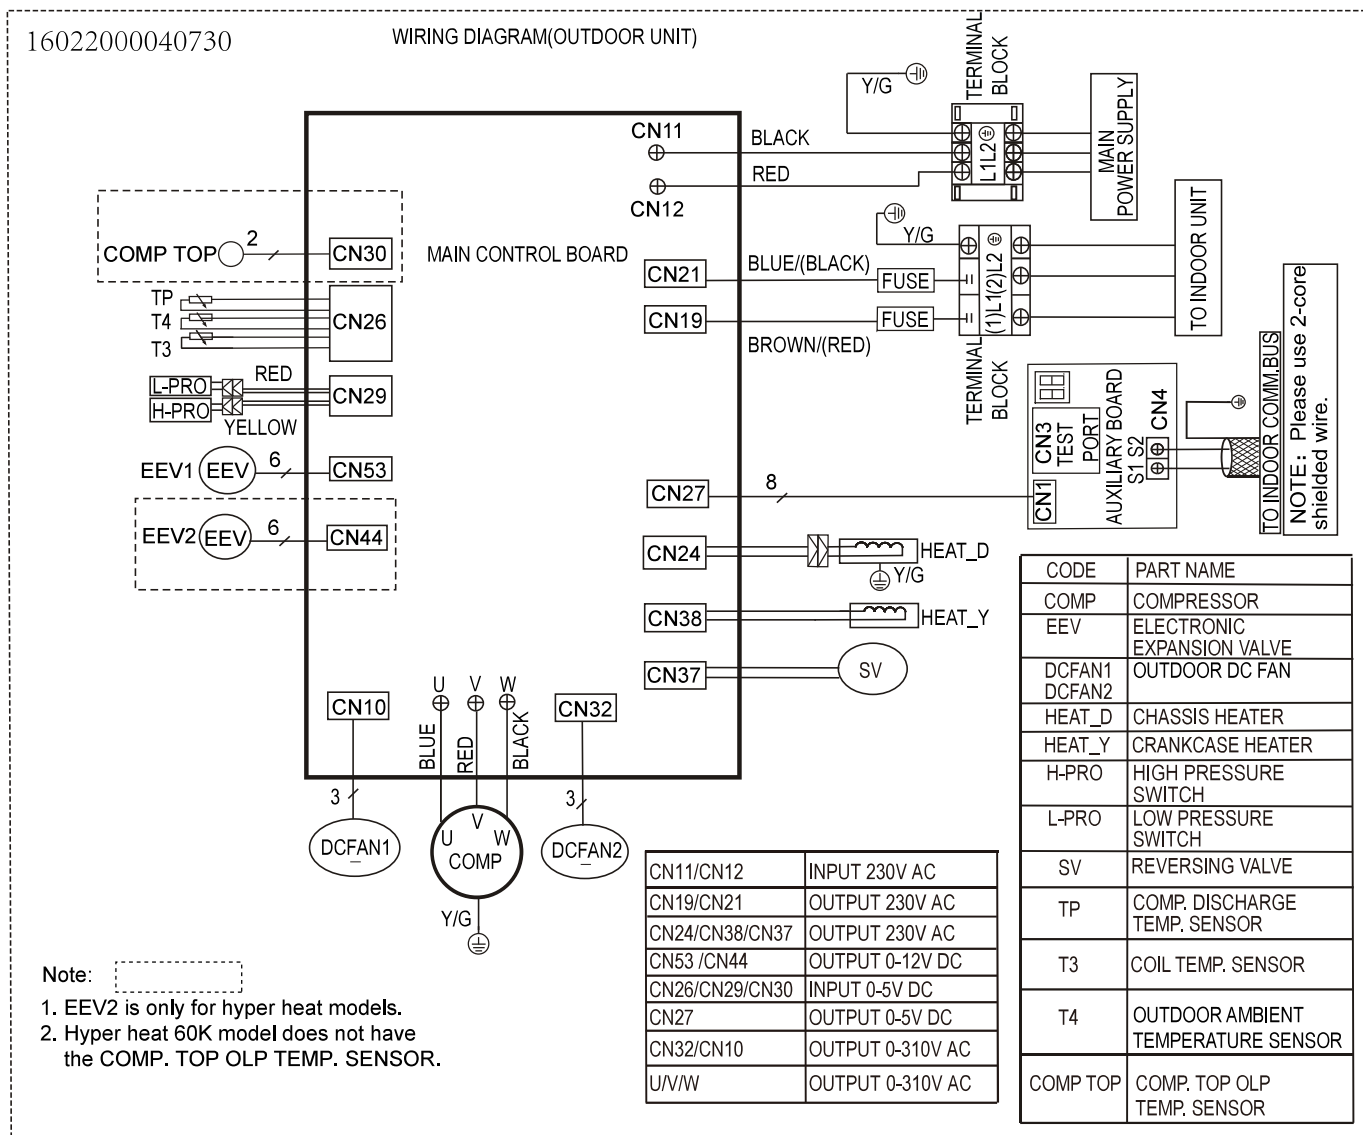 16022000040730
WIRING DIAGRAM(OUTDOOR UNIT)
TERMINAL
BLOCK
Y/G
MAIN
POWER SUPPLY
L1L2
CN11
BLACK
RED
CN12
COMP TOP
2
CN30
MAIN CONTROL BOARD
Y/G
BLUE/(BLACK)
CN21
FUSE
(1)L1(2)L2
TO INDOOR UNIT
TP
T4
T3
CN26
CN19
FUSE
BROWN/(RED)
TERMINAL
BLOCK
L-PRO
RED
H-PRO
YELLOW
CN29
CN3
TEST
PORT
AUXILIARY BOARD
S1 S2
CN4
CN1
TO INDOOR COMM.BUS
NOTE: Please use 2-core
shielded wire.
EEV1
EEV
6
CN53
CN27
8
EEV2
EEV
6
CN44
CN24
HEAT_D
Y/G
CN38
HEAT_Y
CN37
SV
CN10
U
V
W
CN32
BLUE
RED
BLACK
3
3
DCFAN1
U
V
W
COMP
DCFAN2
Y/G
CODE PART NAME
COMP COMPRESSOR
EEV ELECTRONIC
EXPANSION VALVE
DCFAN1 OUTDOOR DC FAN
DCFAN2
HEAT_D CHASSIS HEATER
HEAT_Y CRANKCASE HEATER
H-PRO HIGH PRESSURE
SWITCH
L-PRO LOW PRESSURE
SWITCH
SV REVERSING VALVE
TP COMP. DISCHARGE
TEMP. SENSOR
T3 COIL TEMP. SENSOR
T4 OUTDOOR AMBIENT
TEMPERATURE SENSOR
COMP TOP COMP. TOP OLP
TEMP. SENSOR
CN11/CN12 INPUT 230V AC
CN19/CN21 OUTPUT 230V AC
CN24/CN38/CN37 OUTPUT 230V AC
CN53 /CN44 OUTPUT 0-12V DC
CN26/CN29/CN30 INPUT 0-5V DC
CN27 OUTPUT 0-5V DC
CN32/CN10 OUTPUT 0-310V AC
U/V/W OUTPUT 0-310V AC
Note:
1. EEV2 is only for hyper heat models.
2. Hyper heat 60K model does not have
the COMP. TOP OLP TEMP. SENSOR.